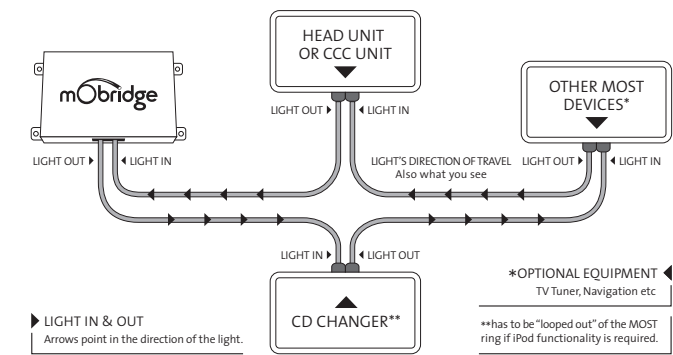 HEAD UNIT
OR CCC UNIT
mObridge
OTHER MOST
DEVICES*
LIGHT OUT
LIGHT IN
LIGHT OUT
LIGHT IN
LIGHT'S DIRECTION OF TRAVEL
Also what you see
LIGHT OUT
LIGHT IN
LIGHT IN
LIGHT OUT
CD CHANGER**
*OPTIONAL EQUIPMENT
TV Tuner, Navigation etc
LIGHT IN & OUT
Arrows point in the direction of the light.
**has to be "looped out" of the MOST
ring if iPod functionality is required.